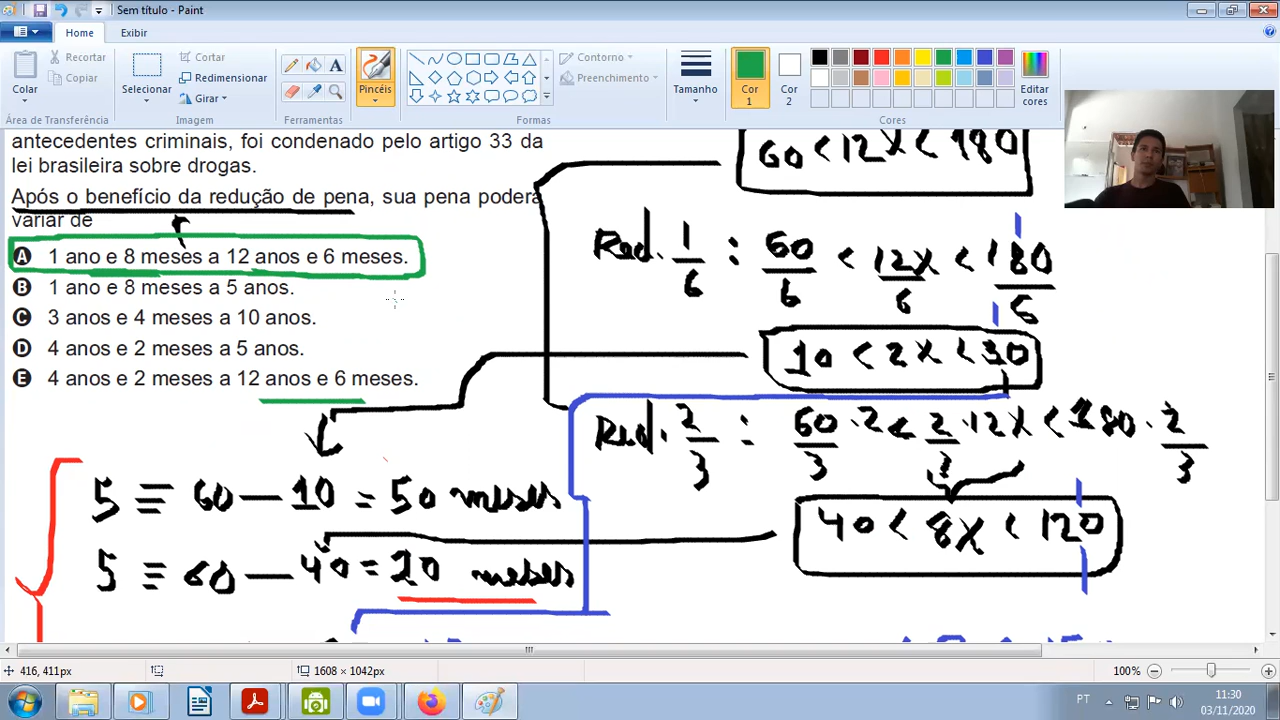 Sem título - Paint
Home
Exibir
Colar
Recortar
Copiar
Área de Transferência
Selecionar
Cortar
Redimensionar
Girar
Imagem
Ferramentas
Pincéis
Contorno
Preenchimento
Formas
Tamanho
Cor 1
Cor 2
Cores
Editar cores
antecedentes criminais, foi condenado pelo artigo 33 da
lei brasileira sobre drogas.
Após o benefício da redução de pena, sua pena poderá
variar de
A 1 ano e 8 meses a 12 anos e 6 meses.
B 1 ano e 8 meses a 5 anos.
C 3 anos e 4 meses a 10 anos.
D 4 anos e 2 meses a 5 anos.
E 4 anos e 2 meses a 12 anos e 6 meses.
60 < 12x < 180
Red. 1/6 : 60/6 < 12x/6 < 180/6
10 < 2x < 30
Red. 2/3 : 60/3 · 2 < 2/3 · 12x < 180 · 2/3
40 < 8x < 120
5 ≡ 60 — 10 = 50 meses
5 ≡ 60 — 40 = 20 meses
416, 411px
1608 × 1042px
100%
PT
11:30
03/11/2020